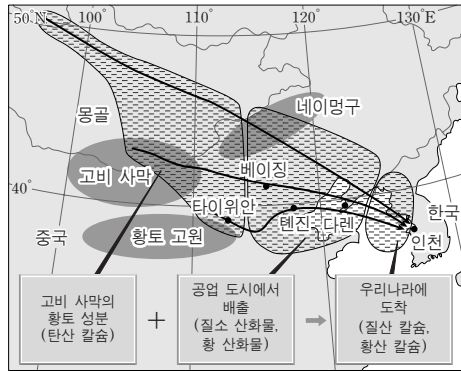 50°N
100°
110°
120°
130°E
몽골
네이멍구
고비 사막
베이징
40°
타이위안
톈진
다롄
한국
중국
황토 고원
인천
고비 사막의
황토 성분
(탄산 칼슘)
+
공업 도시에서
배출
(질소 산화물,
황 산화물)
우리나라에
도착
(질산 칼슘,
황산 칼슘)